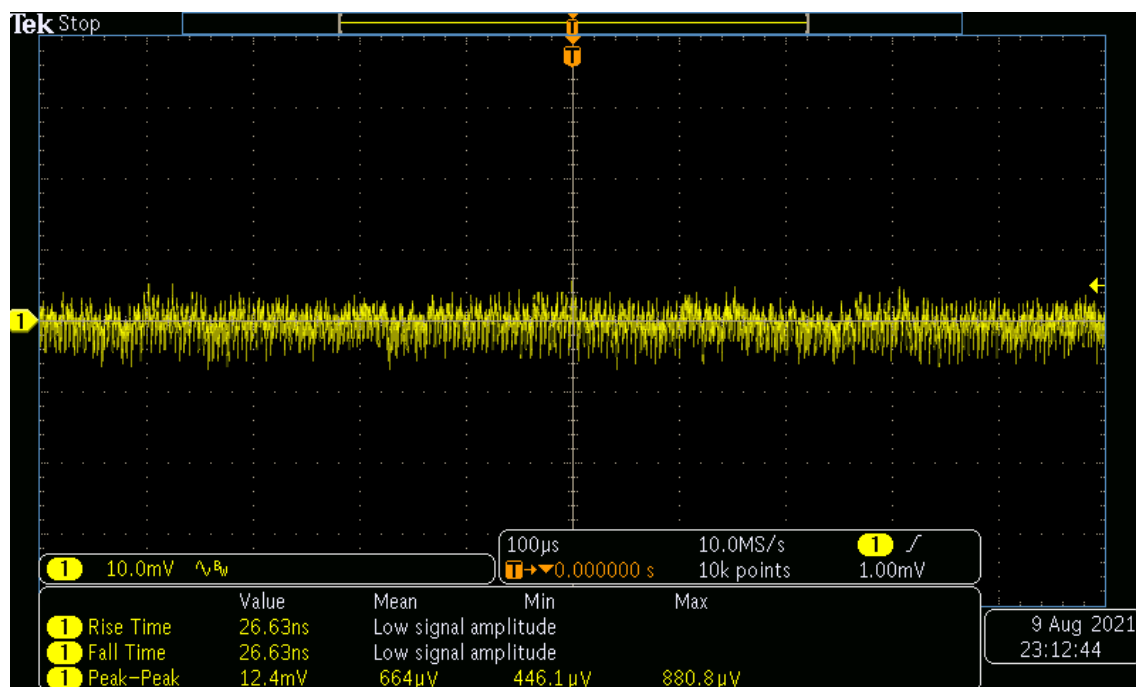 Tek Stop
T
T
1
100µs 10.0MS/s 1 
1 10.0mV BW T→▼0.000000 s 10k points 1.00mV
Value Mean Min Max
1 Rise Time 26.63ns Low signal amplitude
1 Fall Time 26.63ns Low signal amplitude
1 Peak-Peak 12.4mV 664µV 446.1µV 880.8µV
9 Aug 2021
23:12:44